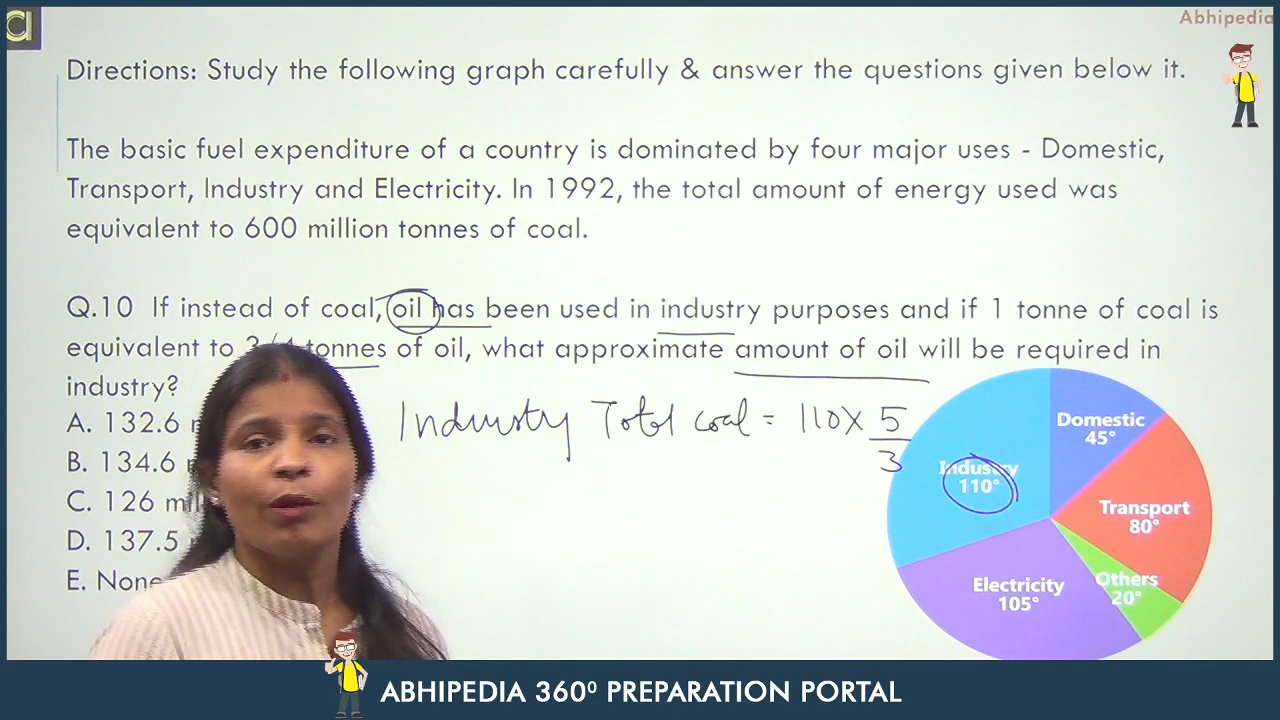 a
Abhipedia
Directions: Study the following graph carefully & answer the questions given below it.
The basic fuel expenditure of a country is dominated by four major uses - Domestic,
Transport, Industry and Electricity. In 1992, the total amount of energy used was
equivalent to 600 million tonnes of coal.
Q.10 If instead of coal, oil has been used in industry purposes and if 1 tonne of coal is
equivalent to 3/4 tonnes of oil, what approximate amount of oil will be required in
industry?
A. 132.6
B. 134.6
C. 126 mil
D. 137.5
E. None
Industry Total coal = 110 × 5
3
Domestic
45°
Industry
110°
Transport
80°
Others
20°
Electricity
105°
ABHIPEDIA 360⁰ PREPARATION PORTAL